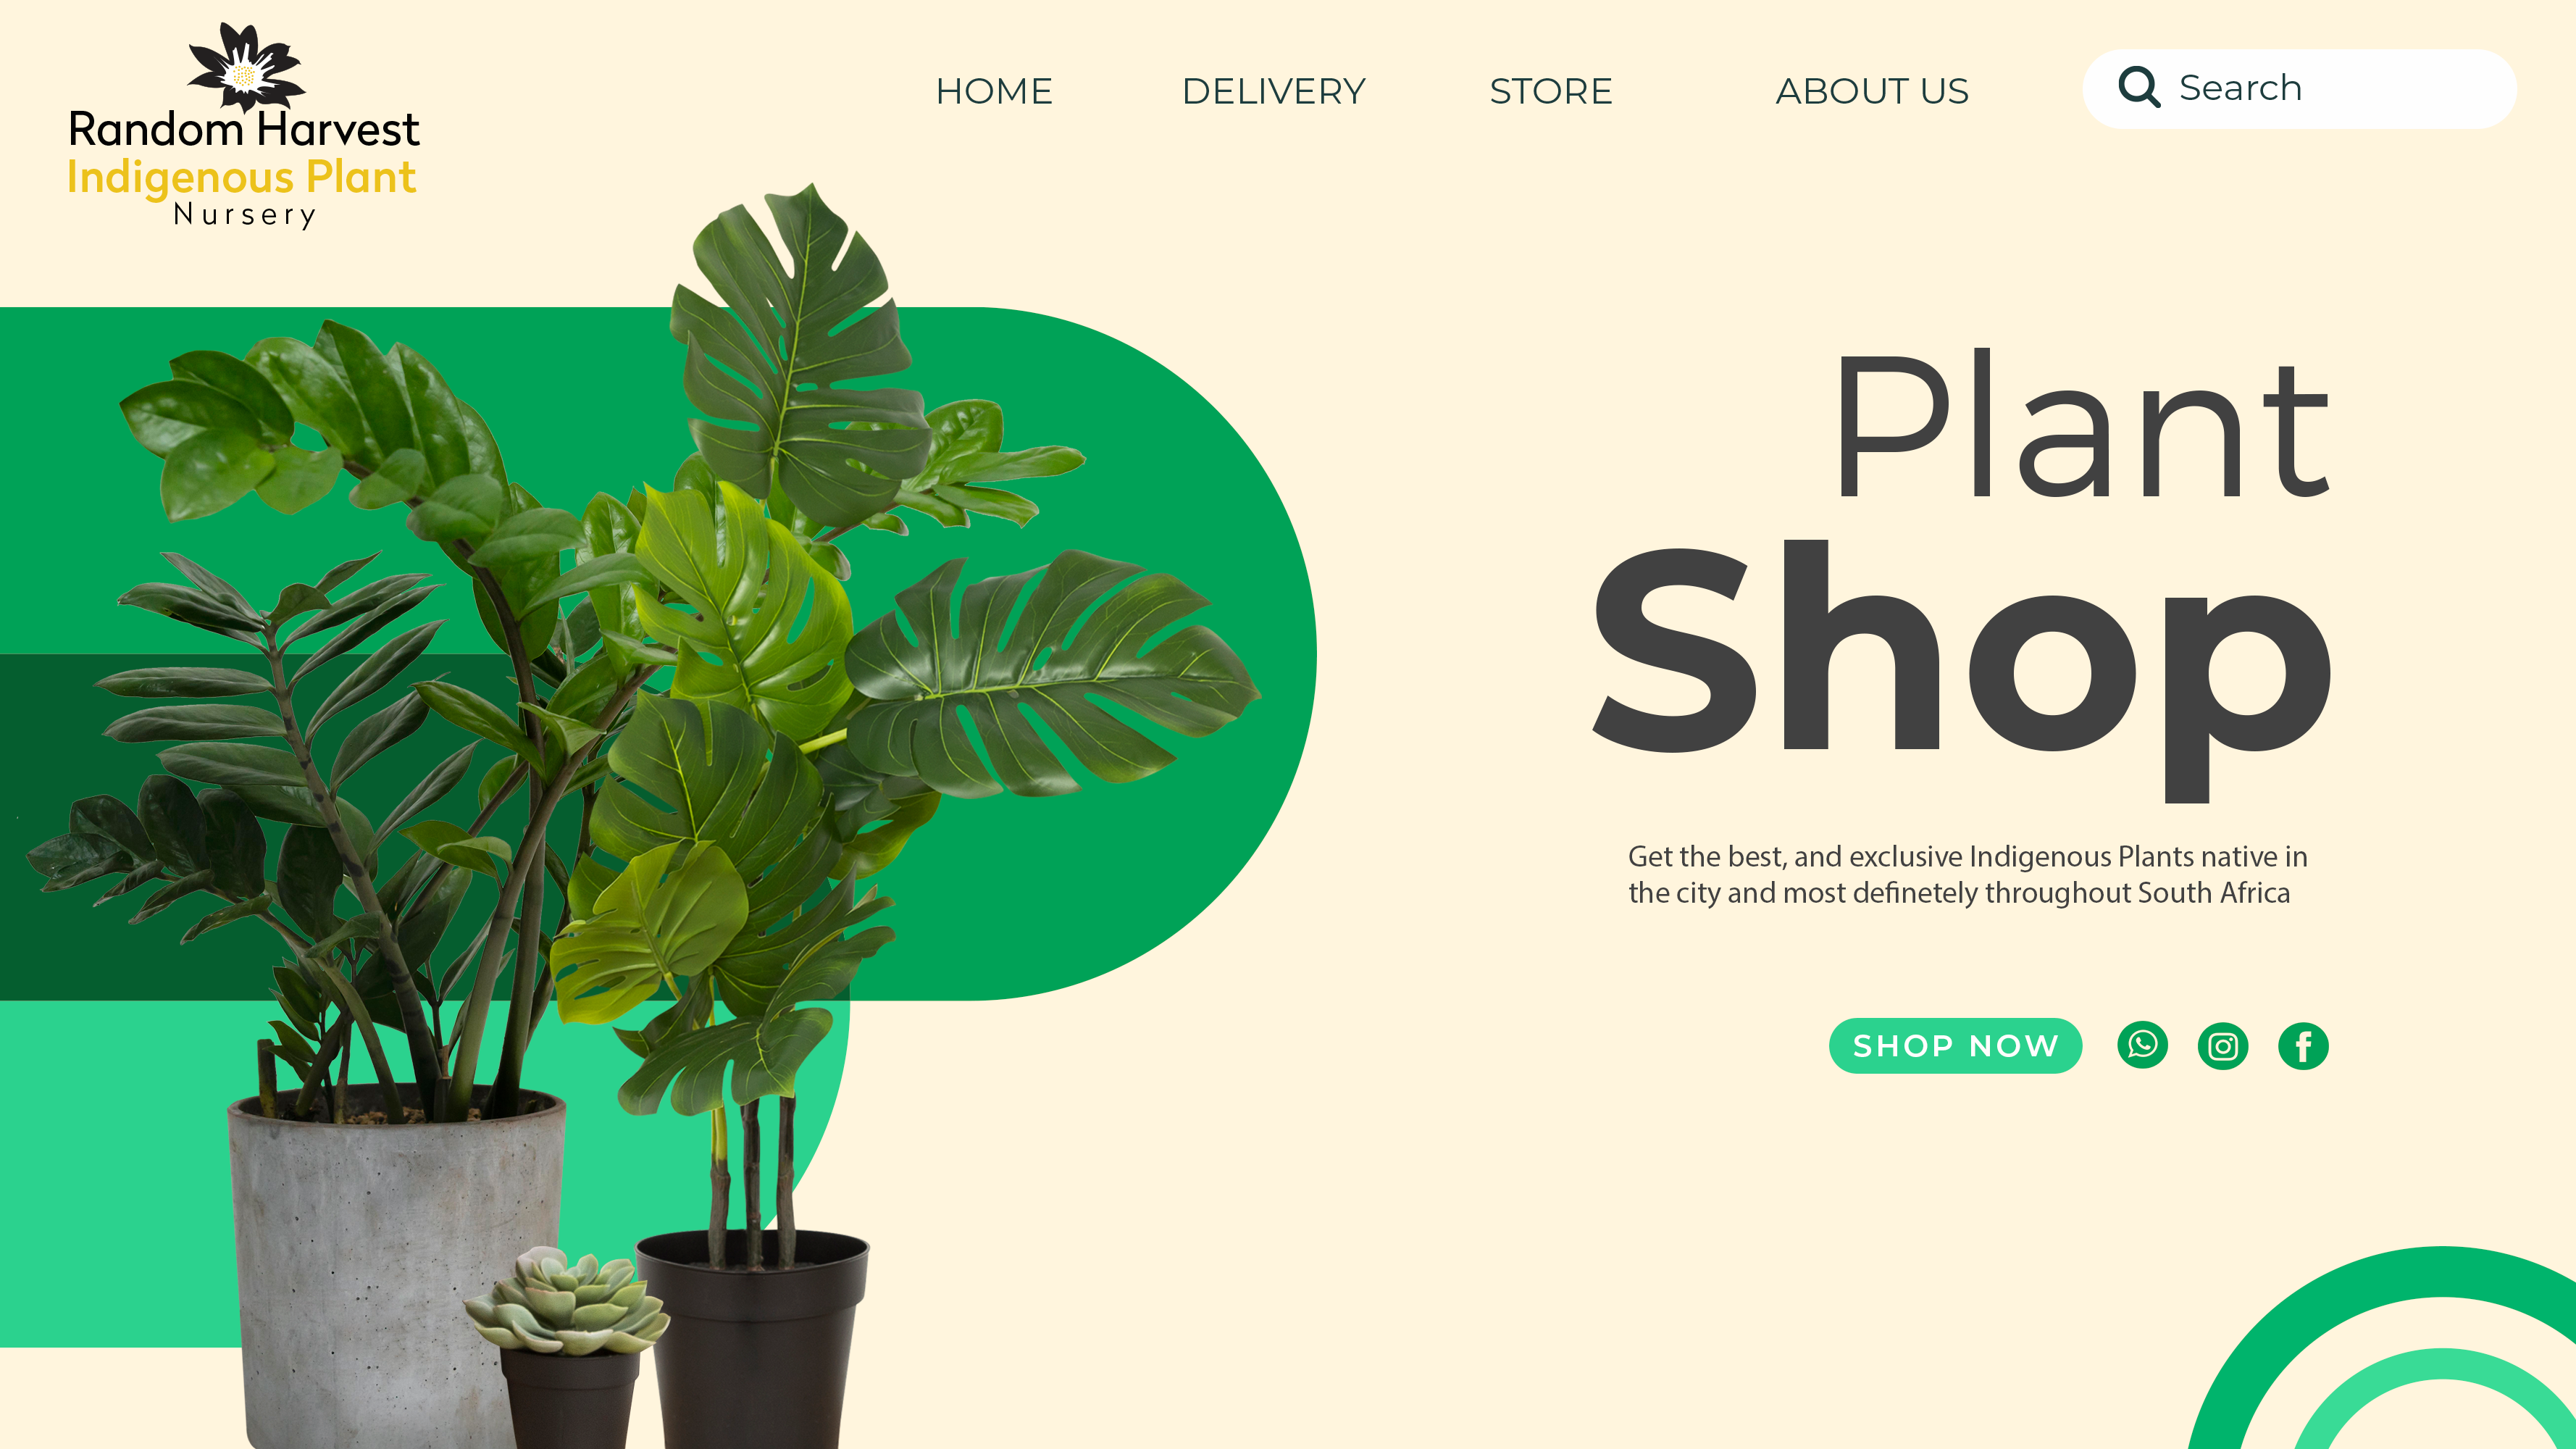 Random Harvest
Indigenous Plant
Nursery
HOME
DELIVERY
STORE
ABOUT US
Search
Plant
Shop
Get the best, and exclusive Indigenous Plants native in
the city and most definetely throughout South Africa
SHOP NOW